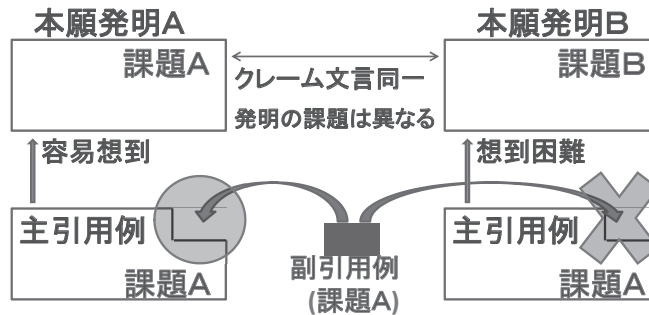 本願発明A
課題A
本願発明B
課題B
クレーム文言同一
発明の課題は異なる
容易想到
想到困難
主引用例
課題A
副引用例
(課題A)
主引用例
課題A